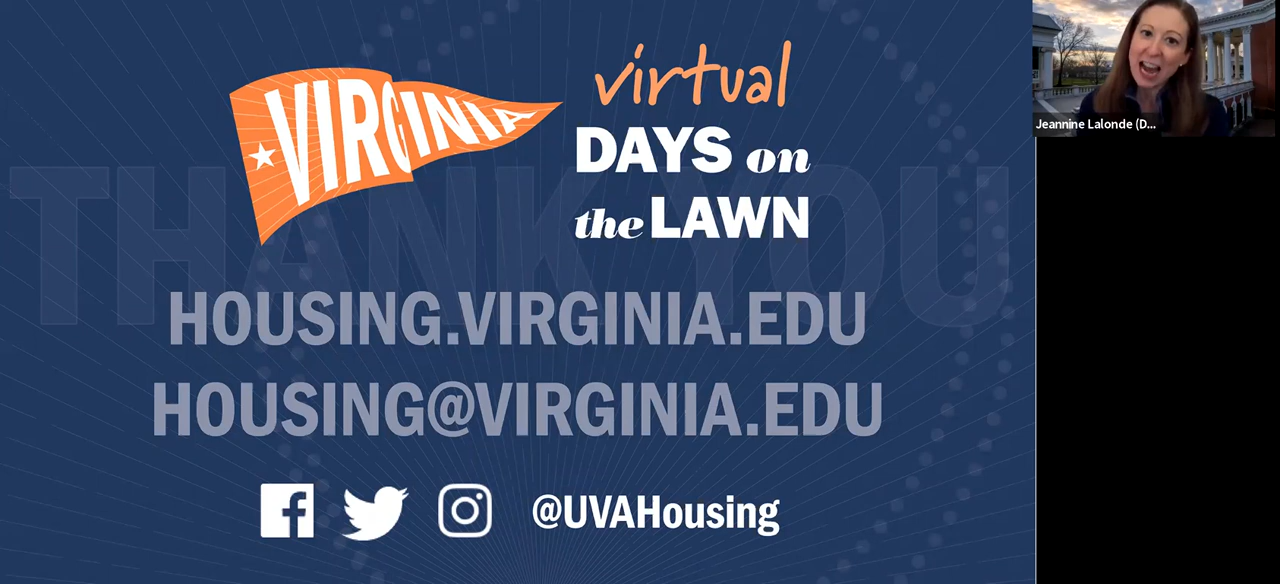 THANK YOU
VIRGINIA
virtual
DAYS on
the LAWN
HOUSING.VIRGINIA.EDU
HOUSING@VIRGINIA.EDU
@UVAHousing
Jeannine Lalonde (D...